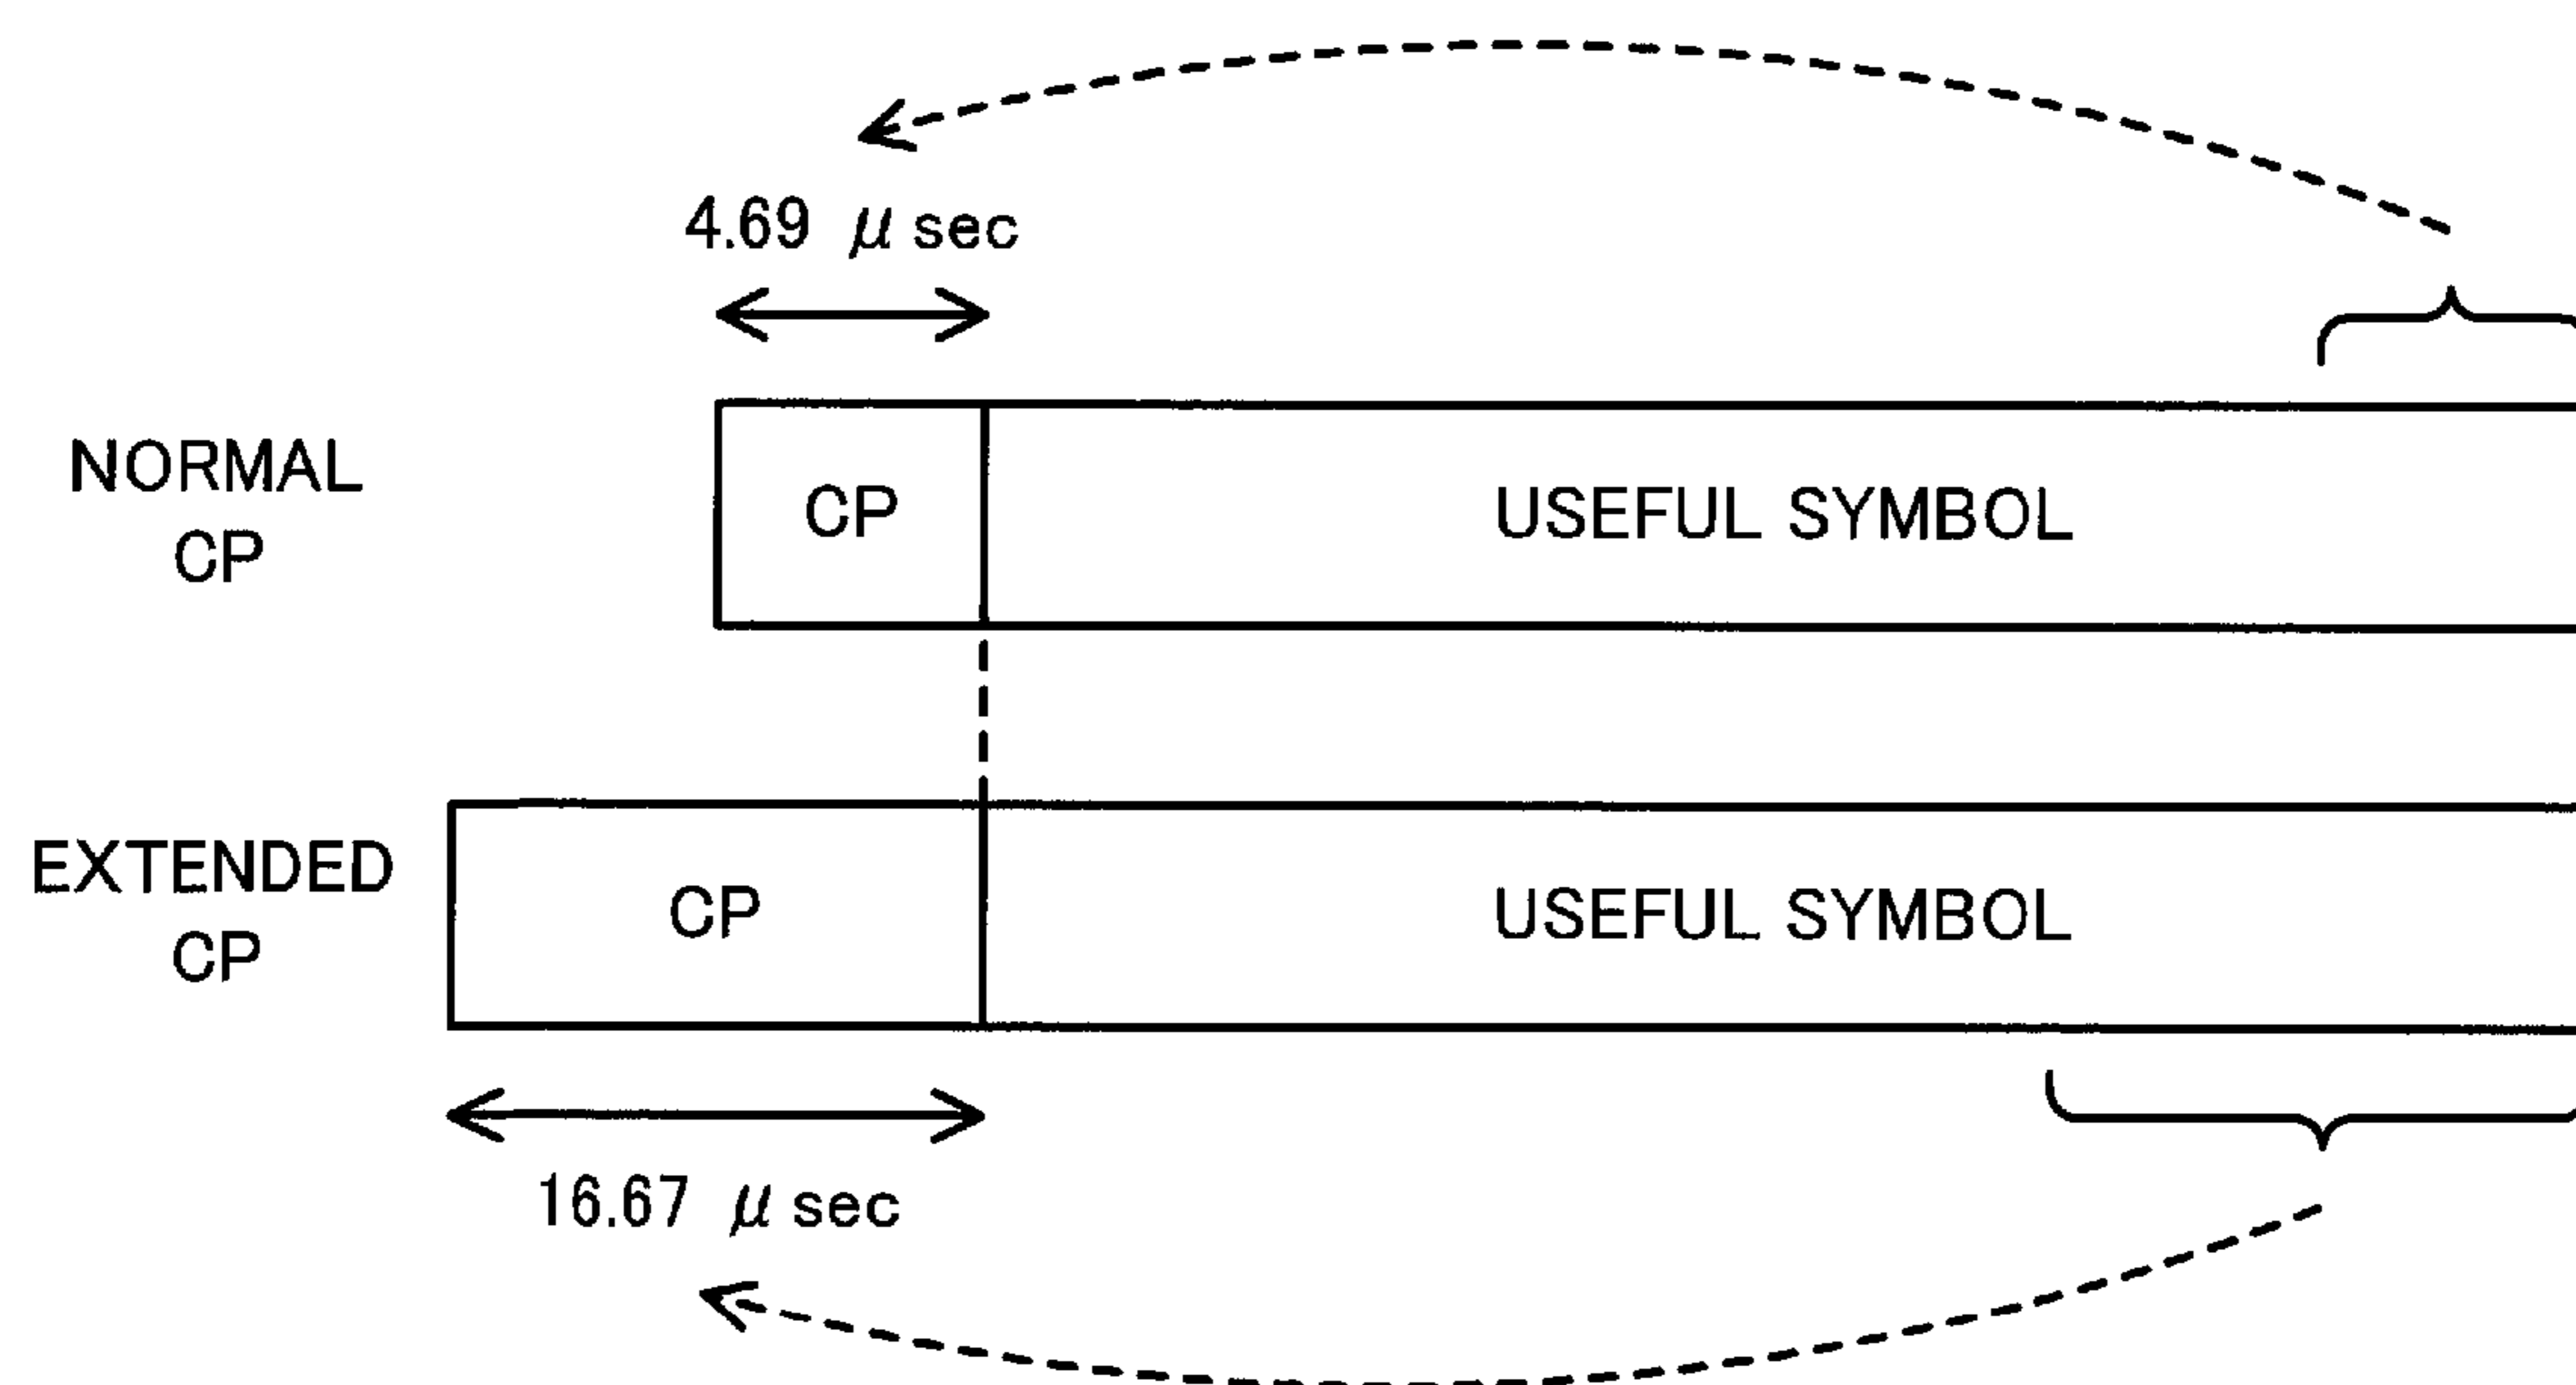 4.69 μ sec
NORMAL
CP
CP
USEFUL SYMBOL
EXTENDED
CP
CP
USEFUL SYMBOL
16.67 μ sec